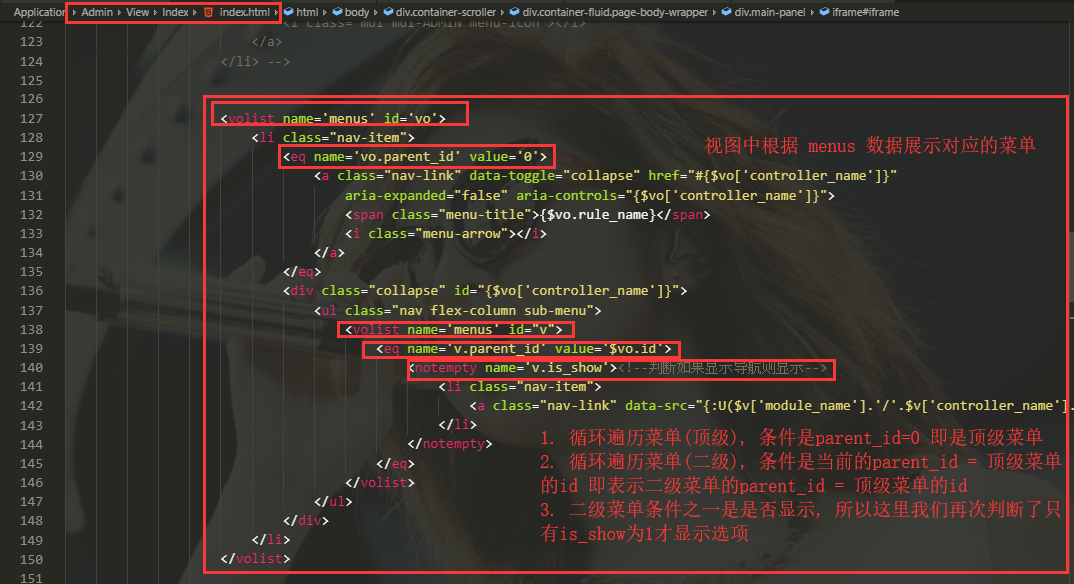 Application ▸ Admin ▸ View ▸ Index ▸ index.html ▸ html ▸ body ▸ div.container-scroller ▸ div.container-fluid.page-body-wrapper ▸ div.main-panel ▸ iframe#iframe
123 </a>
124 </li> -->
125
126
127 <volist name='menus' id='vo'>
128 <li class="nav-item">
129 <eq name='vo.parent_id' value='0'>
视图中根据 menus 数据展示对应的菜单
130 <a class="nav-link" data-toggle="collapse" href="#{$vo['controller_name']}"
131 aria-expanded="false" aria-controls="{$vo['controller_name']}">
132 <span class="menu-title">{$vo.rule_name}</span>
133 <i class="menu-arrow"></i>
134 </a>
135 </eq>
136 <div class="collapse" id="{$vo['controller_name']}">
137 <ul class="nav flex-column sub-menu">
138 <volist name='menus' id="v">
139 <eq name='v.parent_id' value='$vo.id'>
140 <notempty name='v.is_show'><!--判断如果显示导航则显示-->
141 <li class="nav-item">
142 <a class="nav-link" data-src="{:U($v['module_name'].'/'.$v['controller_name'].
143 </li>
144 </notempty>
145 </eq>
146 </volist>
147 </ul>
148 </div>
149 </li>
150 </volist>
151
1. 循环遍历菜单(顶级), 条件是parent_id=0 即是顶级菜单
2. 循环遍历菜单(二级), 条件是当前的parent_id = 顶级菜单
的id 即表示二级菜单的parent_id = 顶级菜单的id
3. 二级菜单条件之一是是否显示, 所以这里我们再次判断了只
有is_show为1才显示选项